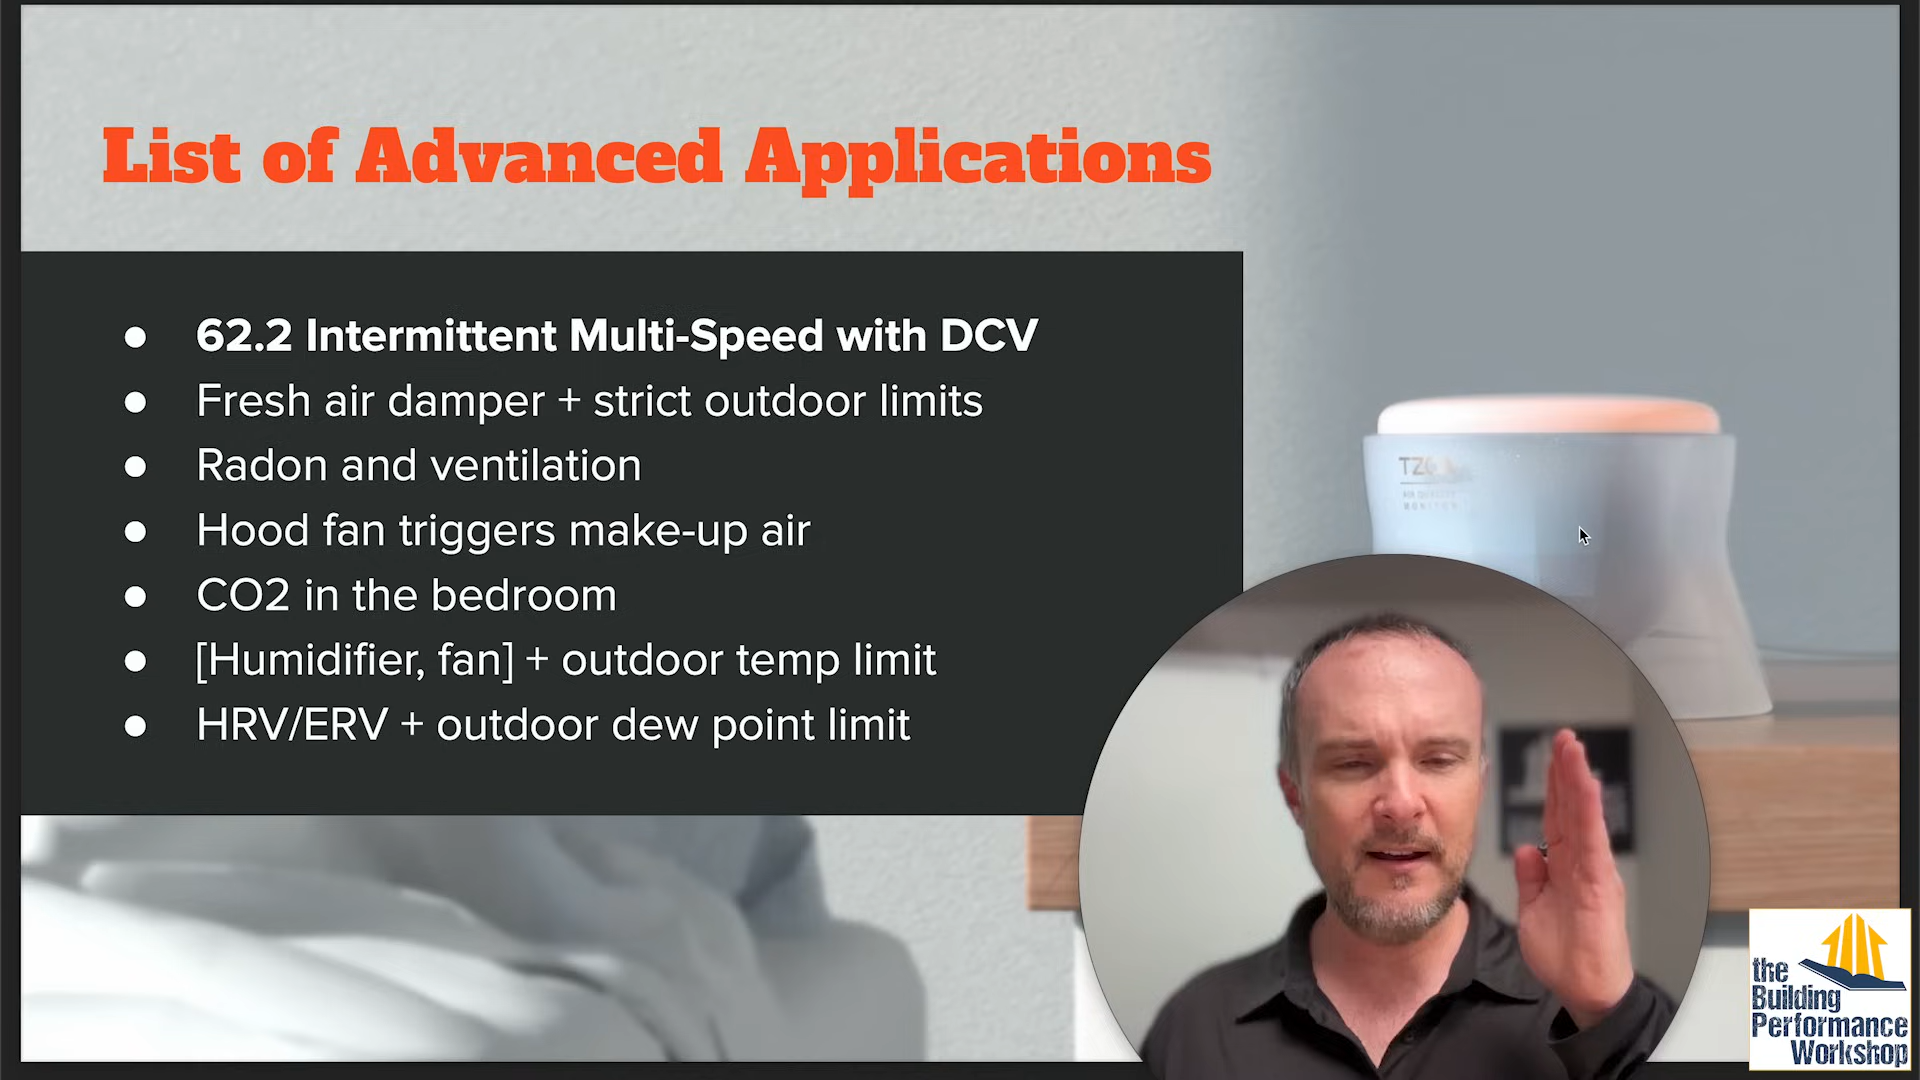 List of Advanced Applications
● 62.2 Intermittent Multi-Speed with DCV
● Fresh air damper + strict outdoor limits
● Radon and ventilation
● Hood fan triggers make-up air
● CO2 in the bedroom
● [Humidifier, fan] + outdoor temp limit
● HRV/ERV + outdoor dew point limit
the
Building
Performance
Workshop